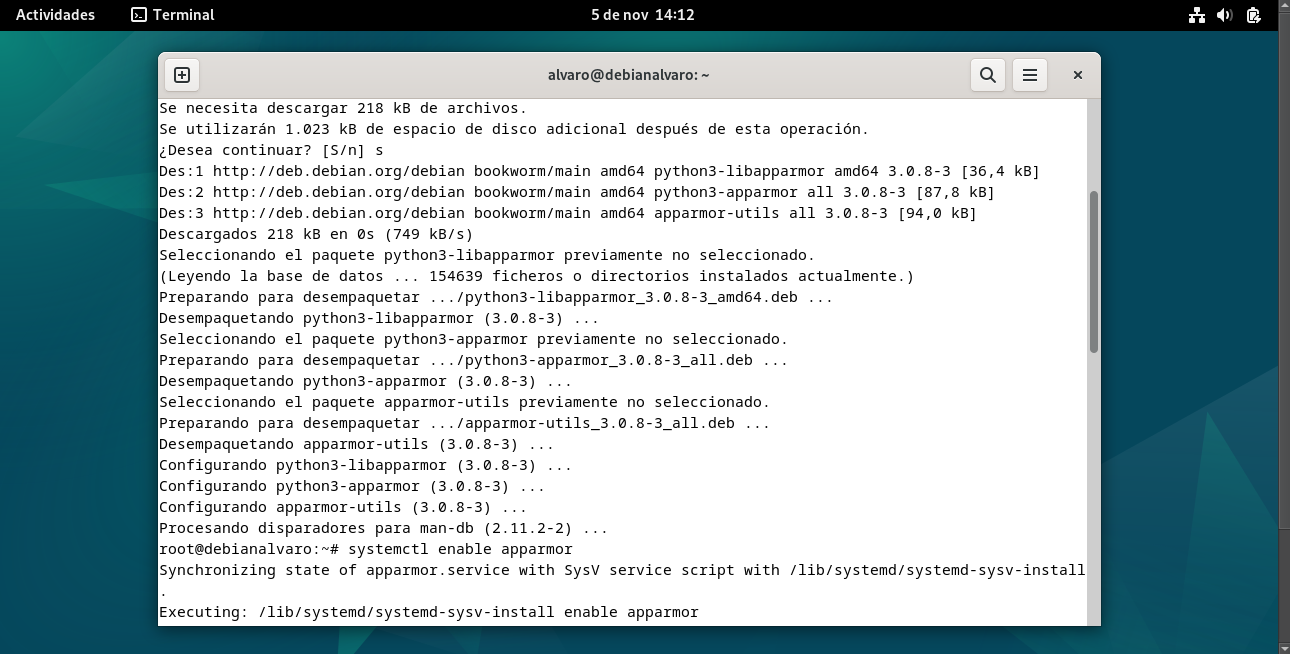 Actividades Terminal 5 de nov 14:12
alvaro@debianalvaro: ~
Se necesita descargar 218 kB de archivos.
Se utilizarán 1.023 kB de espacio de disco adicional después de esta operación.
¿Desea continuar? [S/n] s
Des:1 http://deb.debian.org/debian bookworm/main amd64 python3-libapparmor amd64 3.0.8-3 [36,4 kB]
Des:2 http://deb.debian.org/debian bookworm/main amd64 python3-apparmor all 3.0.8-3 [87,8 kB]
Des:3 http://deb.debian.org/debian bookworm/main amd64 apparmor-utils all 3.0.8-3 [94,0 kB]
Descargados 218 kB en 0s (749 kB/s)
Seleccionando el paquete python3-libapparmor previamente no seleccionado.
(Leyendo la base de datos ... 154639 ficheros o directorios instalados actualmente.)
Preparando para desempaquetar .../python3-libapparmor_3.0.8-3_amd64.deb ...
Desempaquetando python3-libapparmor (3.0.8-3) ...
Seleccionando el paquete python3-apparmor previamente no seleccionado.
Preparando para desempaquetar .../python3-apparmor_3.0.8-3_all.deb ...
Desempaquetando python3-apparmor (3.0.8-3) ...
Seleccionando el paquete apparmor-utils previamente no seleccionado.
Preparando para desempaquetar .../apparmor-utils_3.0.8-3_all.deb ...
Desempaquetando apparmor-utils (3.0.8-3) ...
Configurando python3-libapparmor (3.0.8-3) ...
Configurando python3-apparmor (3.0.8-3) ...
Configurando apparmor-utils (3.0.8-3) ...
Procesando disparadores para man-db (2.11.2-2) ...
root@debianalvaro:~# systemctl enable apparmor
Synchronizing state of apparmor.service with SysV service script with /lib/systemd/systemd-sysv-install
.
Executing: /lib/systemd/systemd-sysv-install enable apparmor